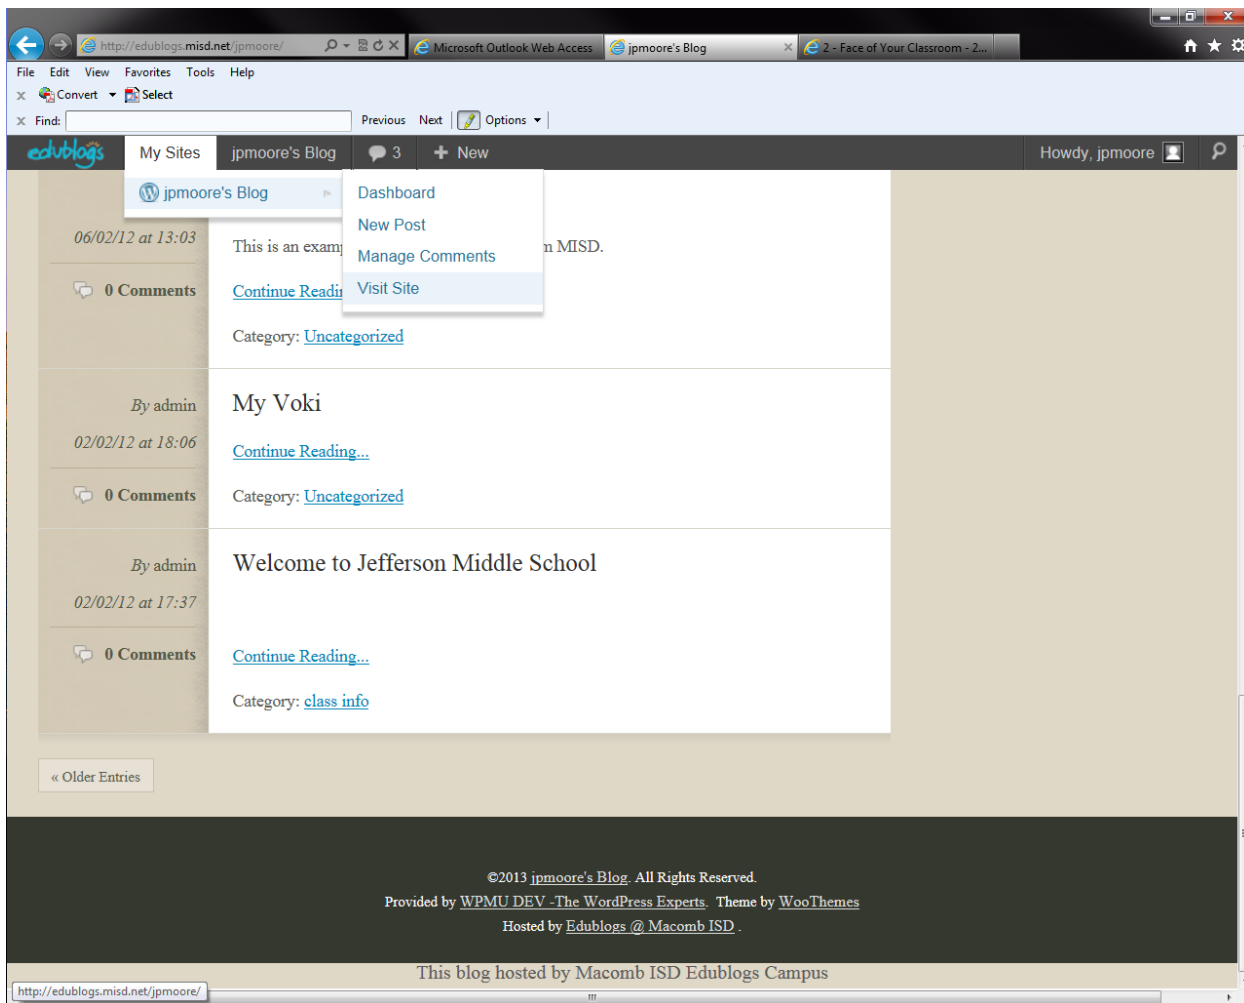 http://edublogs.misd.net/jpmoore/
Microsoft Outlook Web Access
jpmoore's Blog
2 - Face of Your Classroom - 2...
File Edit View Favorites Tools Help
x Convert Select
x Find: Previous Next Options
edublogs My Sites jpmoore's Blog 3 + New Howdy, jpmoore
jpmoore's Blog
Dashboard
New Post
Manage Comments
Visit Site
06/02/12 at 13:03
This is an exam
n MISD.
0 Comments
Continue Readin
Category: Uncategorized
By admin
My Voki
02/02/12 at 18:06
Continue Reading...
0 Comments
Category: Uncategorized
By admin
Welcome to Jefferson Middle School
02/02/12 at 17:37
0 Comments
Continue Reading...
Category: class info
« Older Entries
©2013 jpmoore's Blog. All Rights Reserved.
Provided by WPMU DEV -The WordPress Experts. Theme by WooThemes
Hosted by Edublogs @ Macomb ISD .
This blog hosted by Macomb ISD Edublogs Campus
http://edublogs.misd.net/jpmoore/